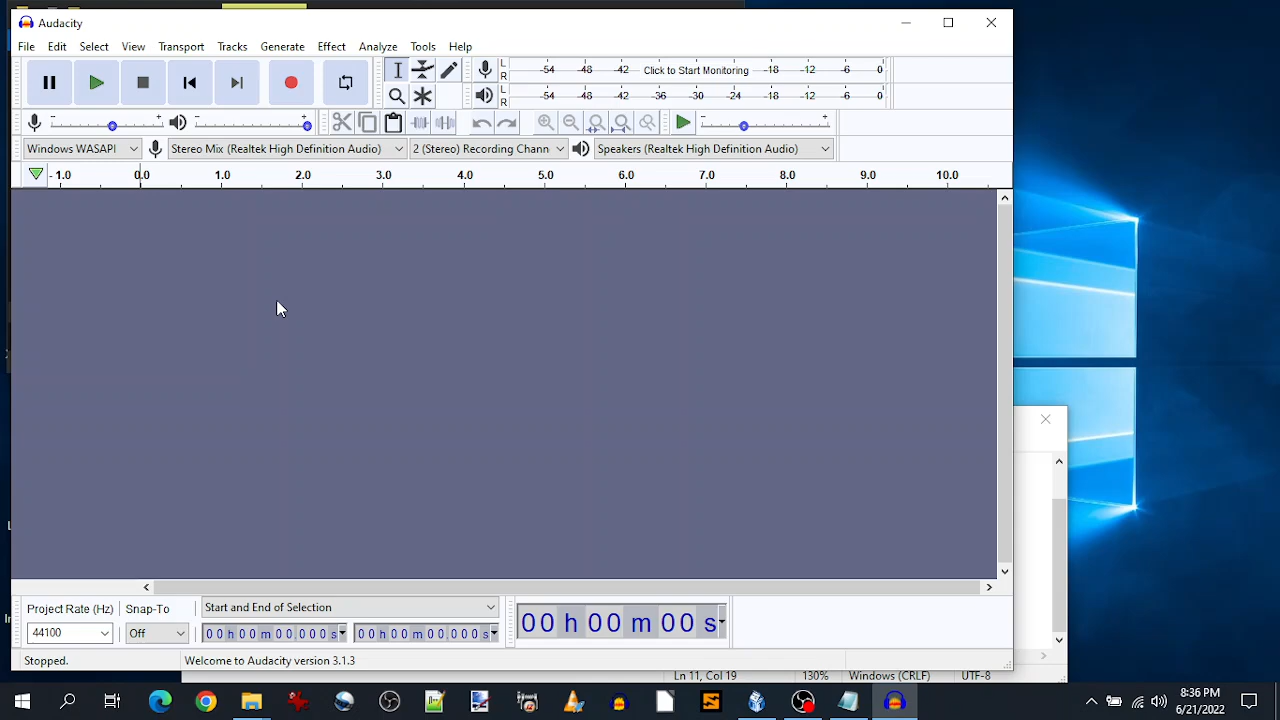 Audacity
File Edit Select View Transport Tracks Generate Effect Analyze Tools Help
L R -54 -48 -42 Click to Start Monitoring -18 -12 -6 0
L R -54 -48 -42 -36 -30 -24 -18 -12 -6 0
- + - + - +
Windows WASAPI Stereo Mix (Realtek High Definition Audio) 2 (Stereo) Recording Chann Speakers (Realtek High Definition Audio)
-1.0 0.0 1.0 2.0 3.0 4.0 5.0 6.0 7.0 8.0 9.0 10.0
Project Rate (Hz) Snap-To Start and End of Selection
44100 Off 00 h 00 m 00.000 s 00 h 00 m 00.000 s 00 h 00 m 00 s
Stopped. Welcome to Audacity version 3.1.3
Ln 11, Col 19 130% Windows (CRLF) UTF-8
8:36 PM
6/21/2022